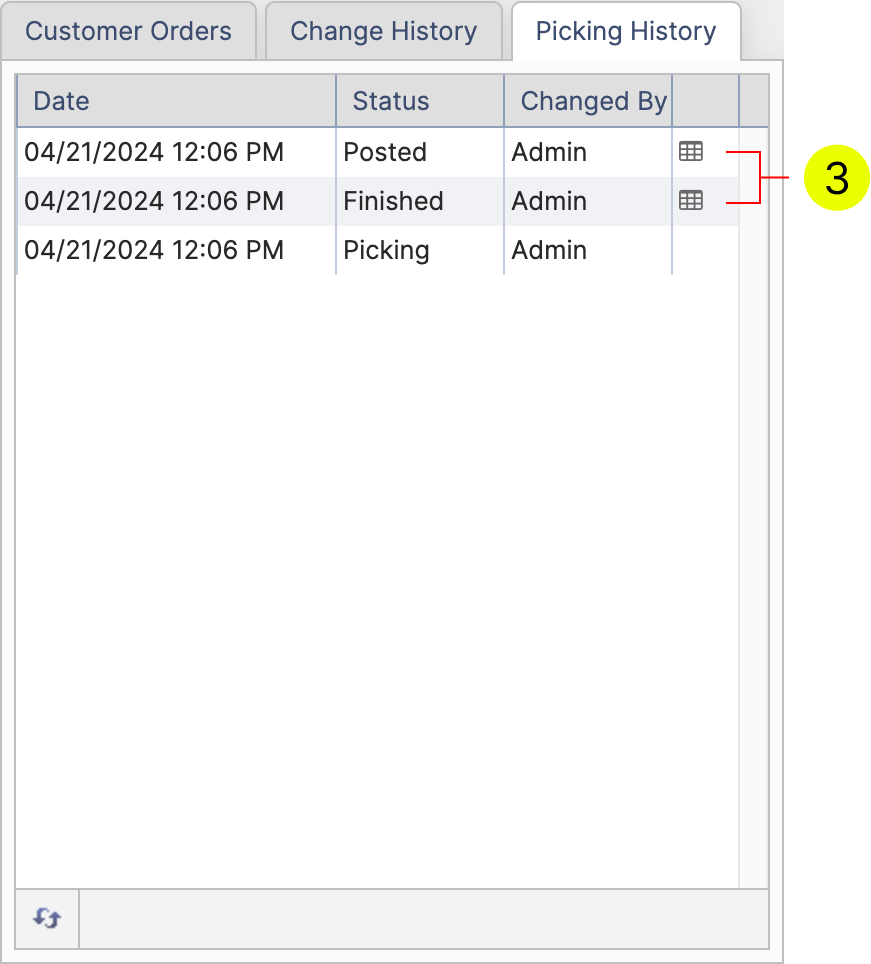 Customer Orders Change History Picking History
Date Status Changed By
04/21/2024 12:06 PM Posted Admin
3
04/21/2024 12:06 PM Finished Admin
04/21/2024 12:06 PM Picking Admin